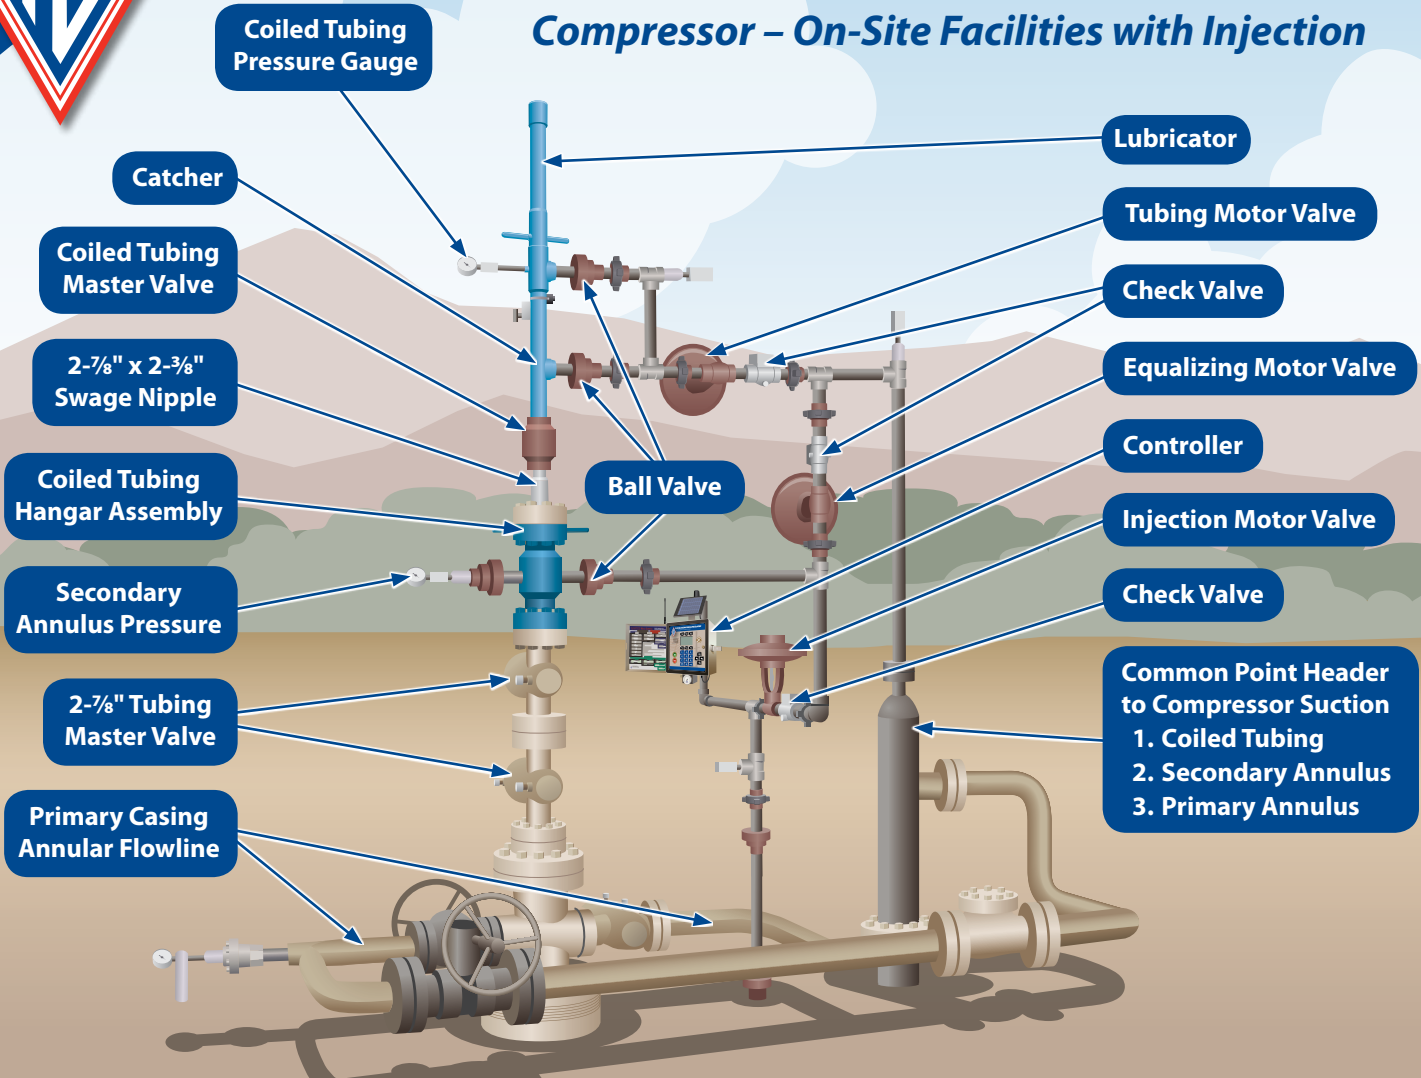 Compressor – On-Site Facilities with Injection
Coiled Tubing
Pressure Gauge
Catcher
Coiled Tubing
Master Valve
2-⅞" x 2-⅜"
Swage Nipple
Coiled Tubing
Hangar Assembly
Secondary
Annulus Pressure
2-⅞" Tubing
Master Valve
Primary Casing
Annular Flowline
Ball Valve
Lubricator
Tubing Motor Valve
Check Valve
Equalizing Motor Valve
Controller
Injection Motor Valve
Check Valve
Common Point Header
to Compressor Suction
1. Coiled Tubing
2. Secondary Annulus
3. Primary Annulus